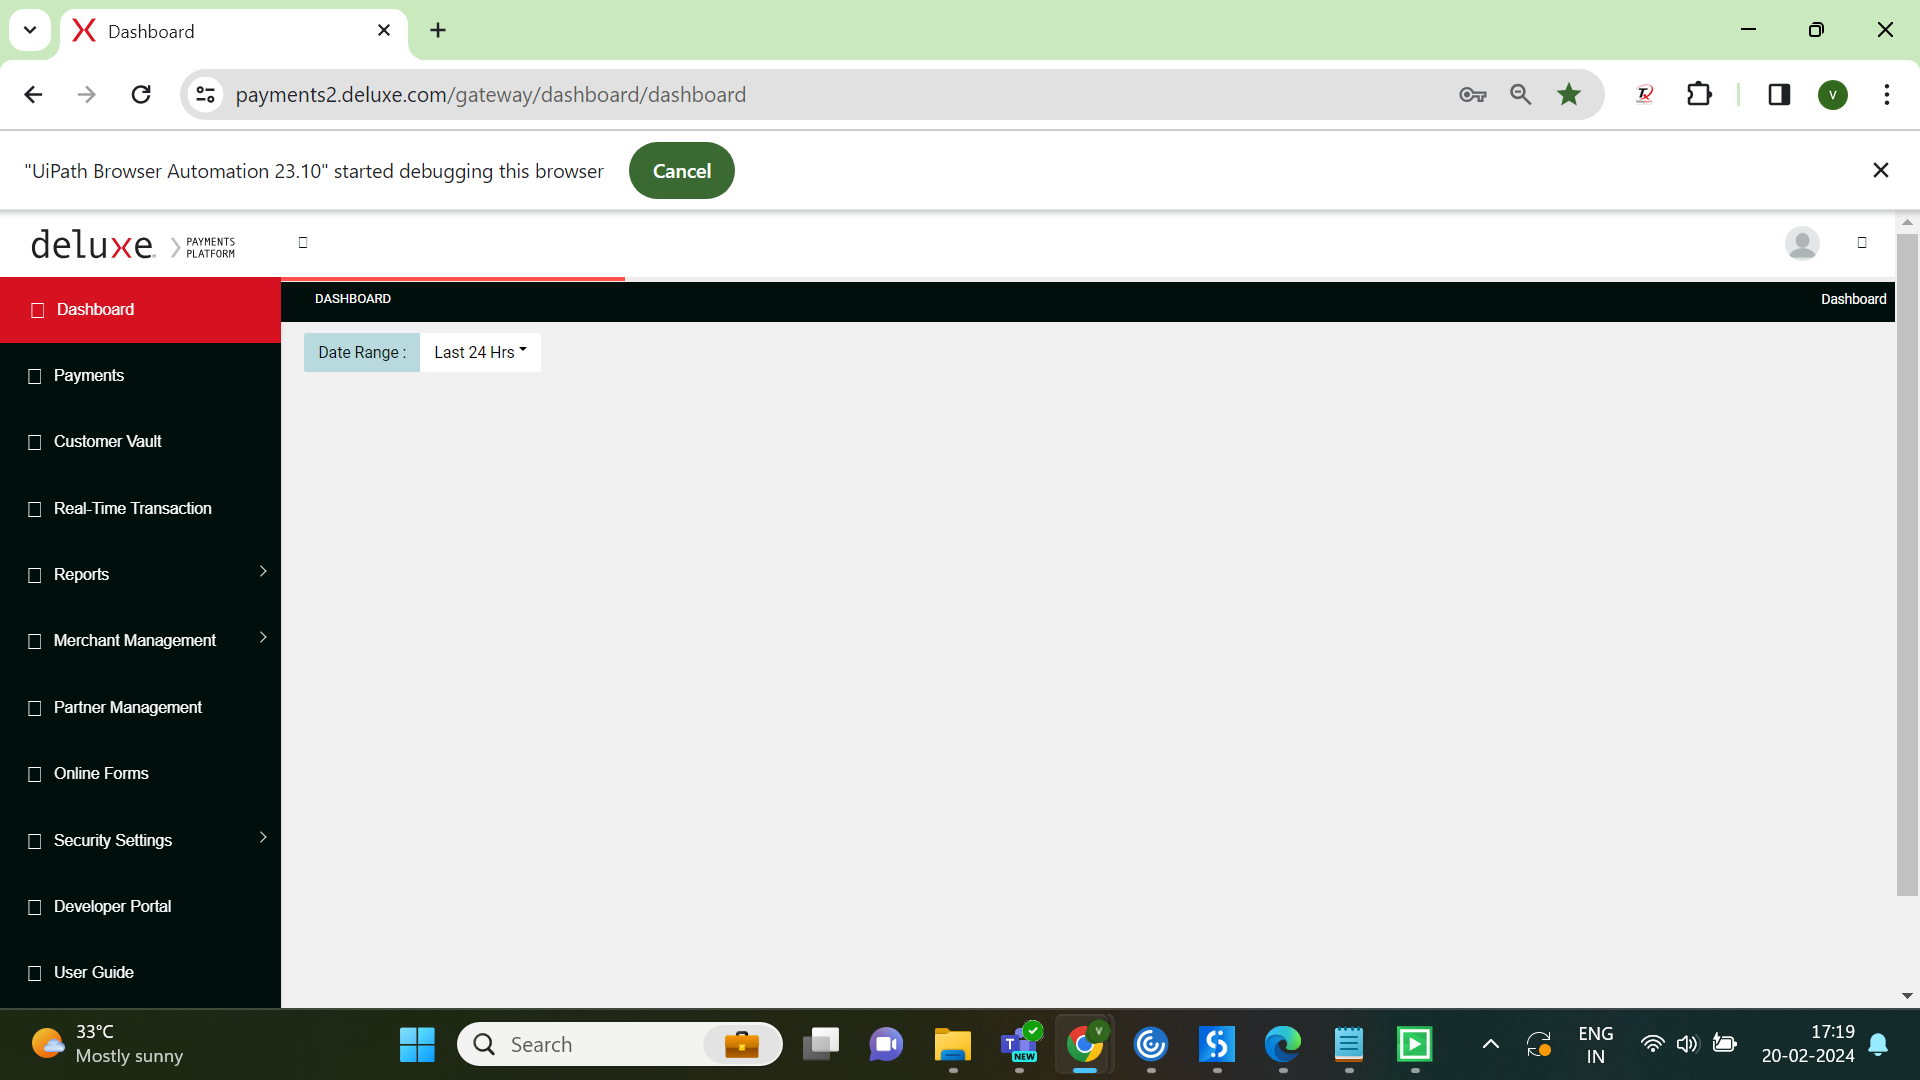 Dashboard
payments2.deluxe.com/gateway/dashboard/dashboard
V
"UiPath Browser Automation 23.10" started debugging this browser
Cancel
deluxe. PAYMENTS PLATFORM
Dashboard
DASHBOARD
Dashboard
Date Range :
Last 24 Hrs
Payments
Customer Vault
Real-Time Transaction
Reports
Merchant Management
Partner Management
Online Forms
Security Settings
Developer Portal
User Guide
33°C
Mostly sunny
Search
T
NEW
V
ENG
IN
17:19
20-02-2024